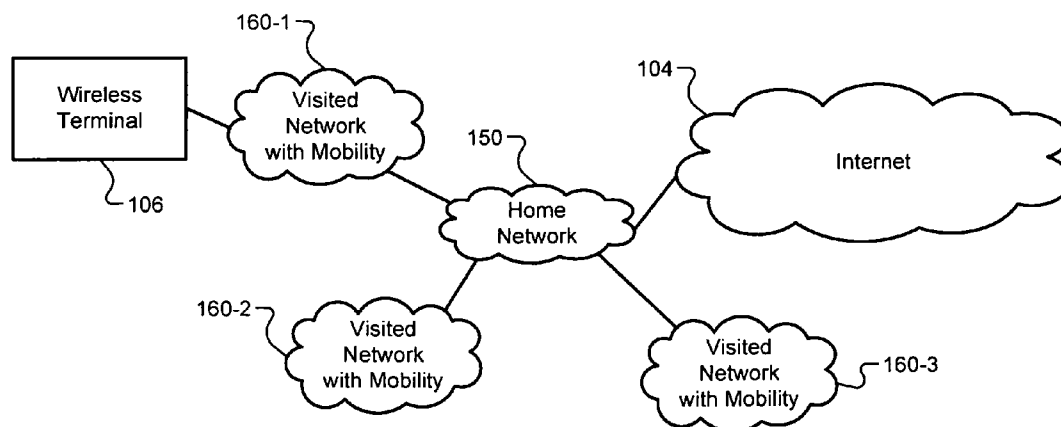 160-1
Wireless
Terminal
106
Visited
Network
with Mobility
104
Internet
150
Home
Network
160-2
Visited
Network
with Mobility
Visited
Network
with Mobility
160-3